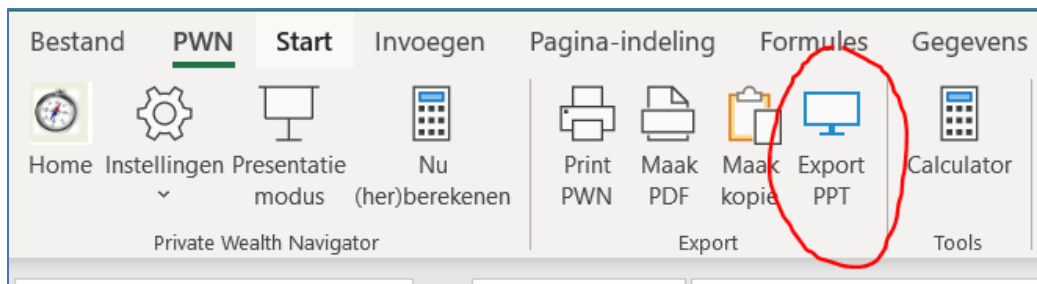 Bestand PWN Start Invoegen Pagina-indeling Formules Gegevens
Home Instellingen Presentatie modus Nu (her)berekenen Print PWN Maak PDF Maak kopie Export PPT Calculator
Private Wealth Navigator Export Tools